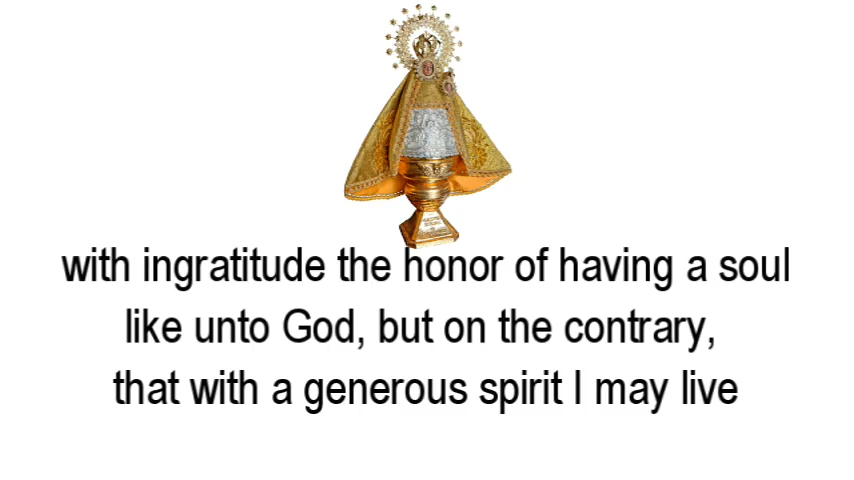 with ingratitude the honor of having a soul
like unto God, but on the contrary,
that with a generous spirit I may live